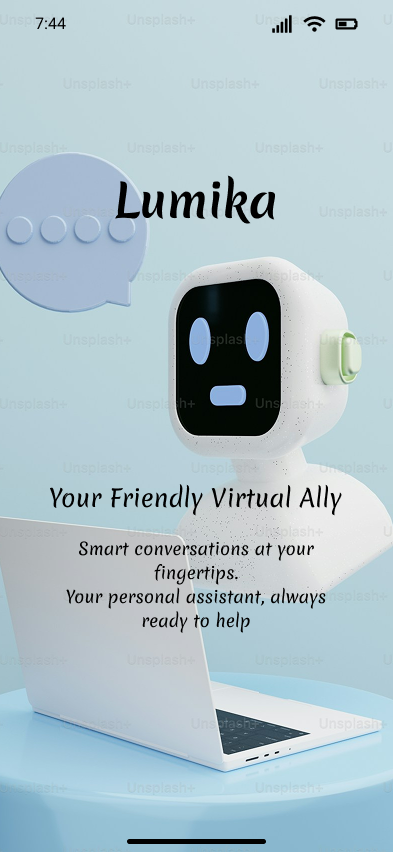 7:44
Lumika
Your Friendly Virtual Ally
Smart conversations at your
fingertips.
Your personal assistant, always
ready to help
Unsplash+